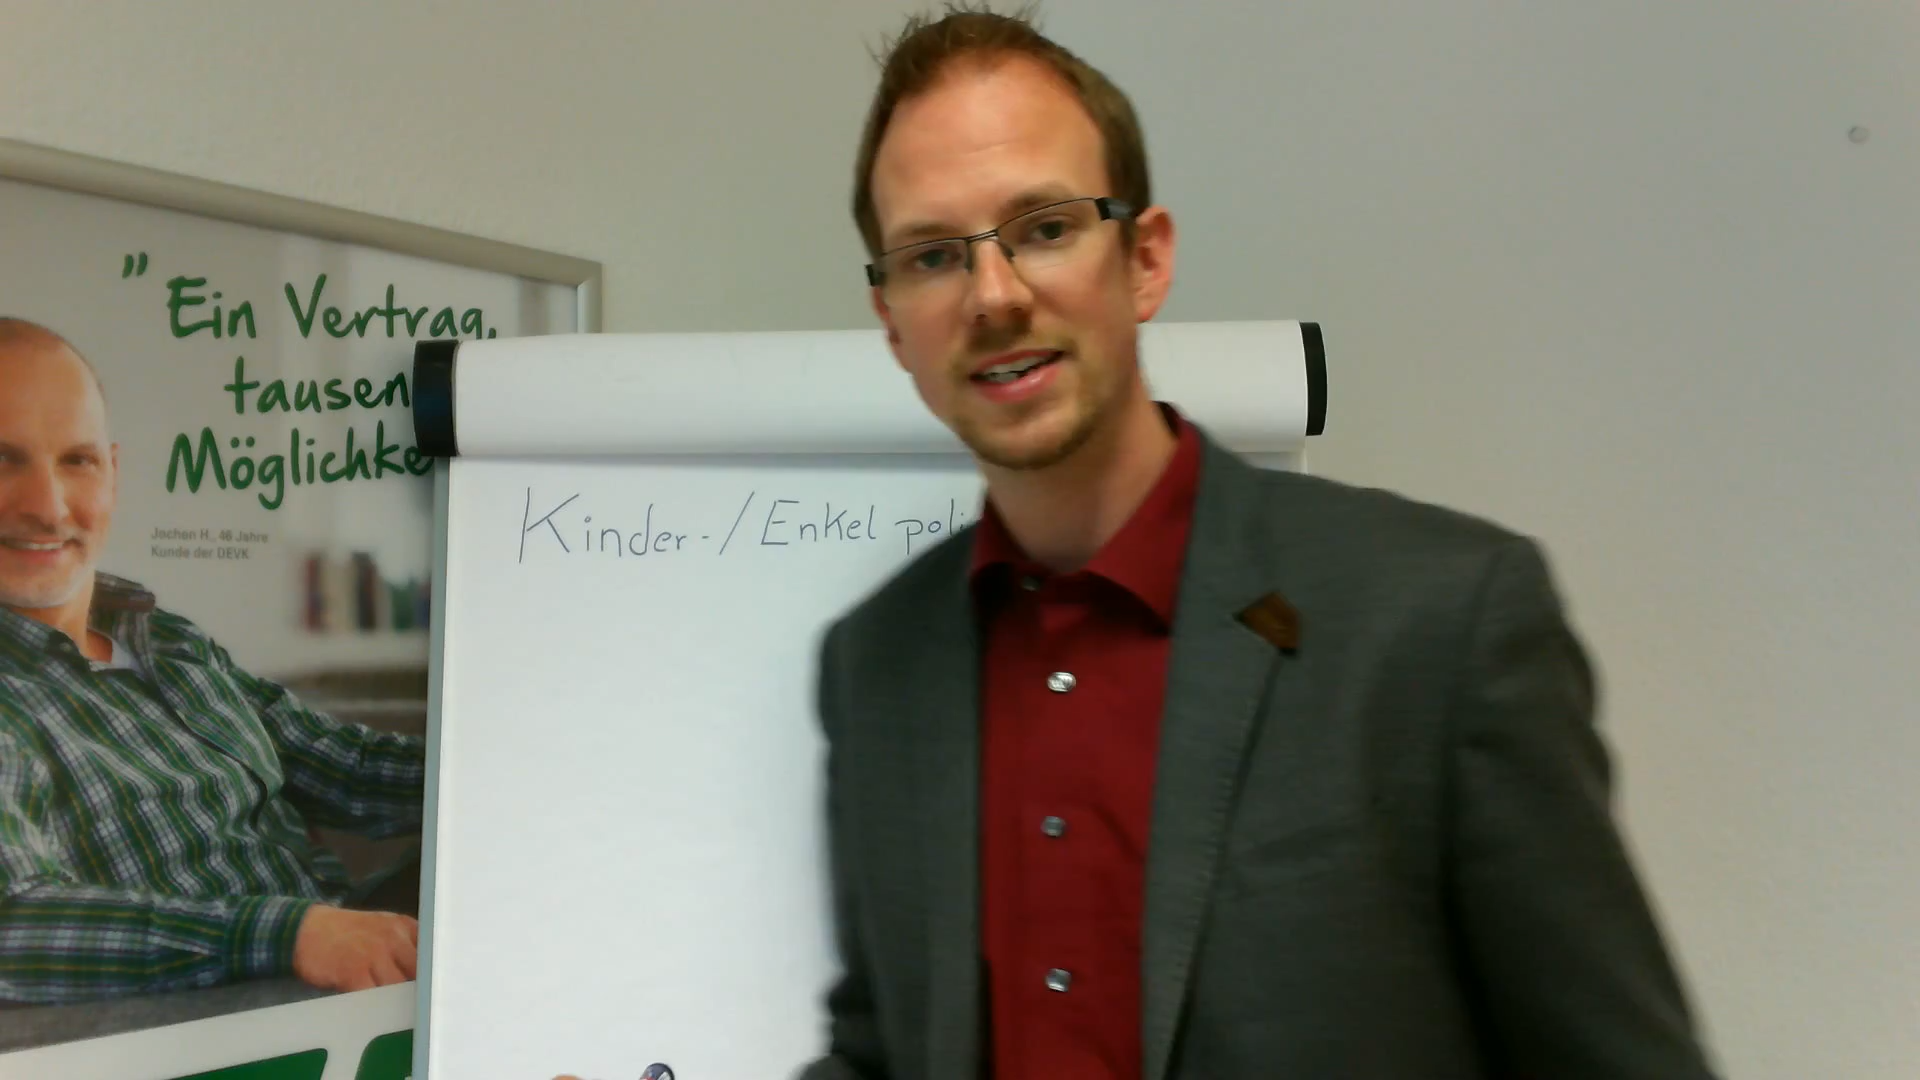 ” Ein Vertrag,
tausen
Möglichke
Jochen H., 46 Jahre
Kunde der DEVK
Kinder-/Enkel poli